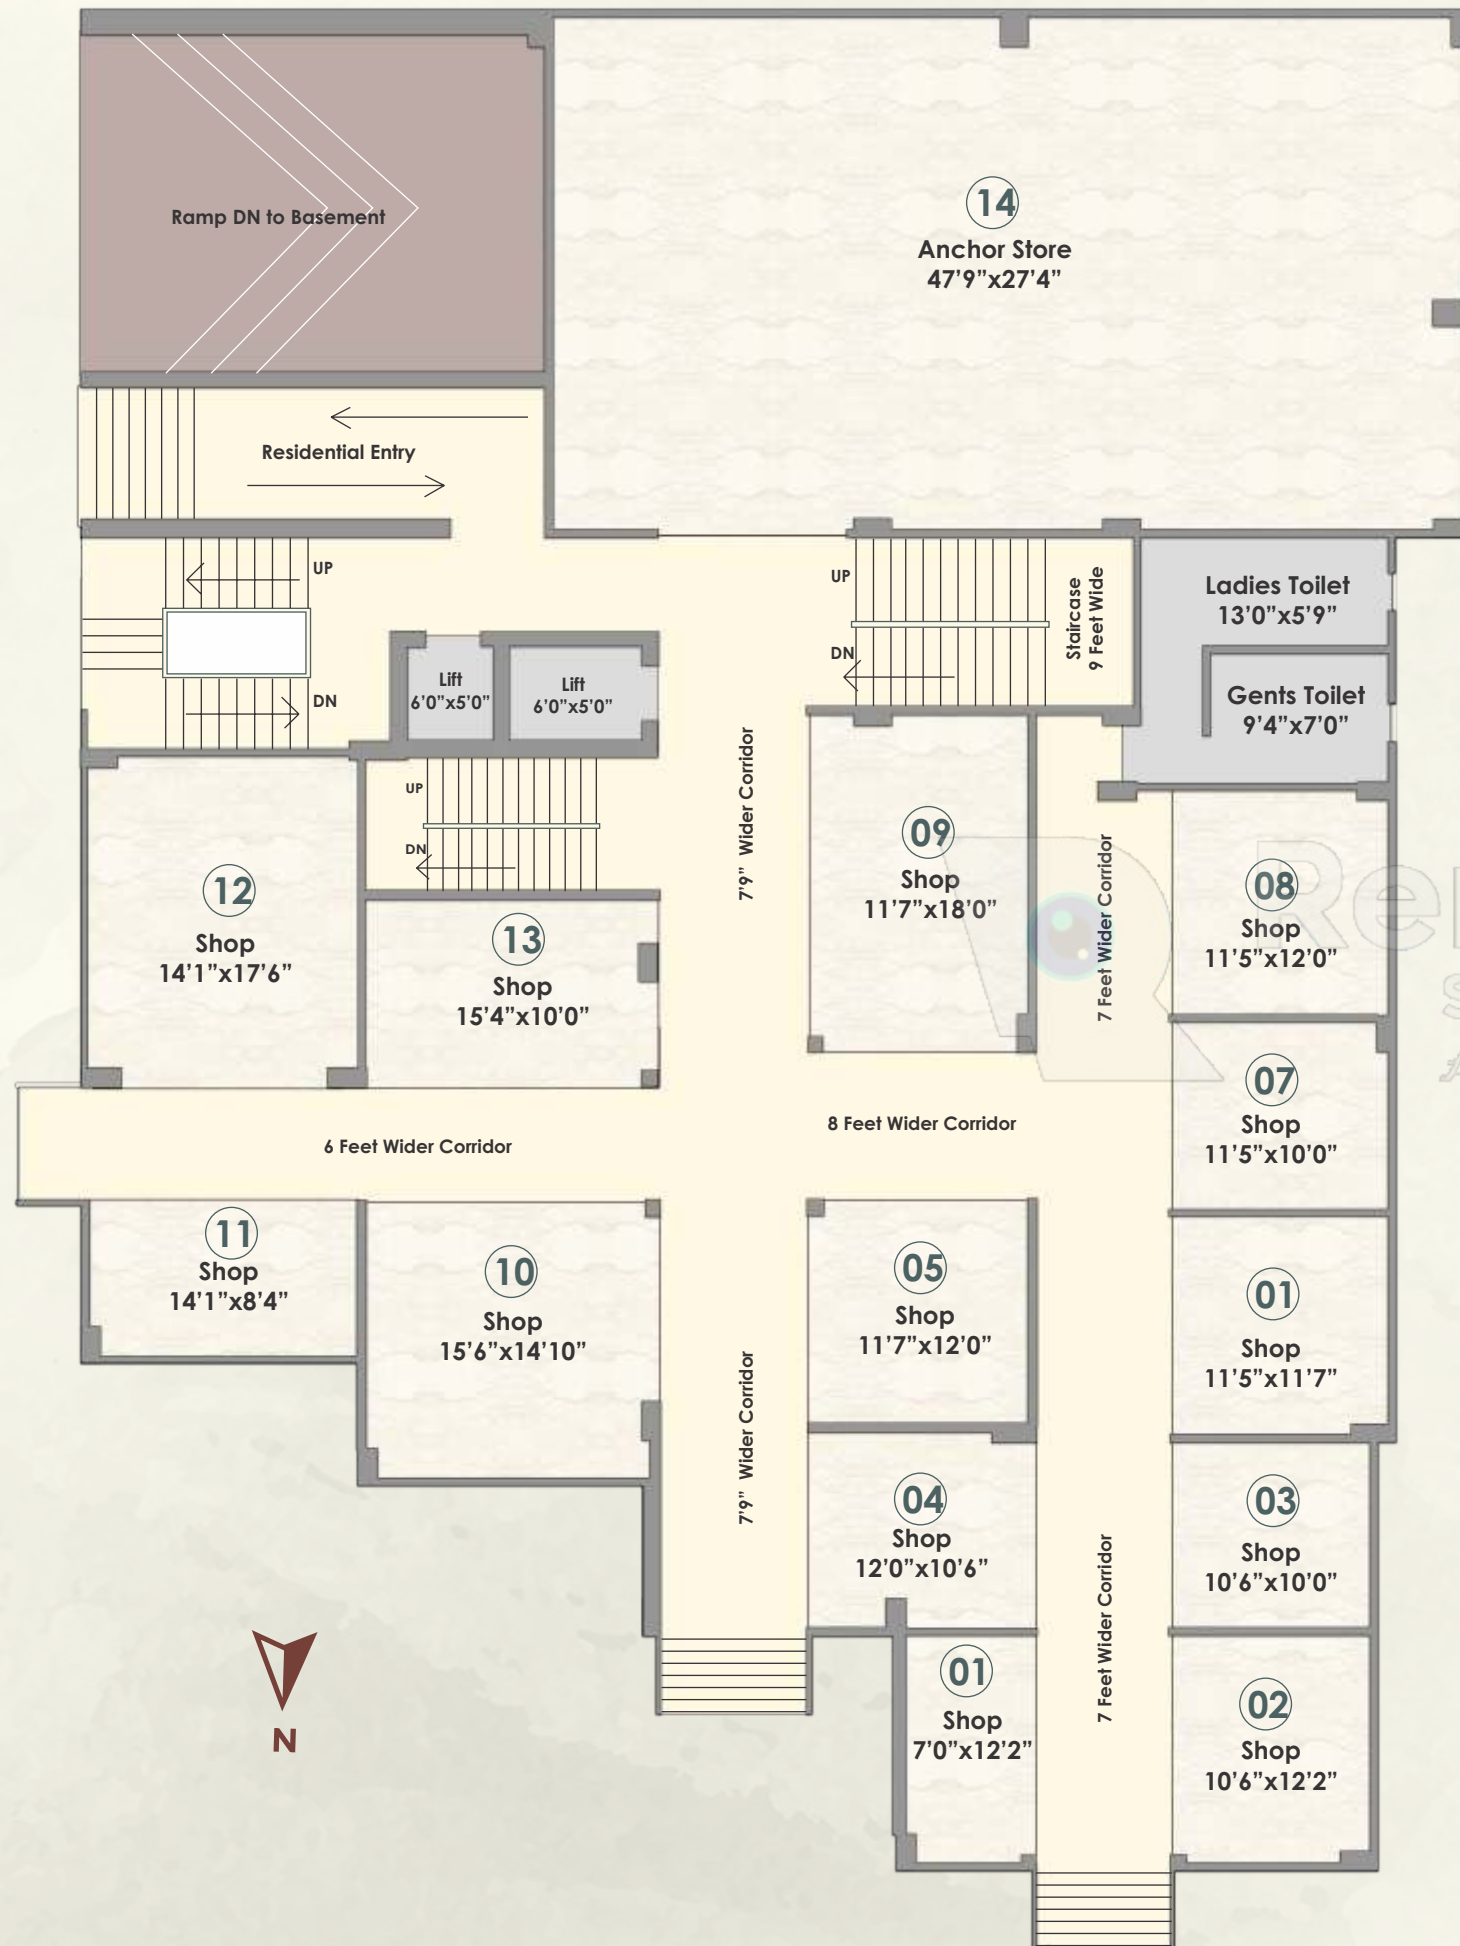 Ramp DN to Basement
14
Anchor Store
47’9”x27’4”
Residential Entry
UP
DN
Lift
6’0”x5’0”
Lift
6’0”x5’0”
UP
DN
Staircase
9 Feet Wide
Ladies Toilet
13’0”x5’9”
Gents Toilet
9’4”x7’0”
12
Shop
14’1”x17’6”
UP
DN
13
Shop
15’4”x10’0”
7’9” Wider Corridor
09
Shop
11’7”x18’0”
7 Feet Wider Corridor
08
Shop
11’5”x12’0”
07
Shop
11’5”x10’0”
6 Feet Wider Corridor
8 Feet Wider Corridor
11
Shop
14’1”x8’4”
10
Shop
15’6”x14’10”
7’9” Wider Corridor
05
Shop
11’7”x12’0”
01
Shop
11’5”x11’7”
04
Shop
12’0”x10’6”
03
Shop
10’6”x10’0”
7 Feet Wider Corridor
01
Shop
7’0”x12’2”
02
Shop
10’6”x12’2”
N